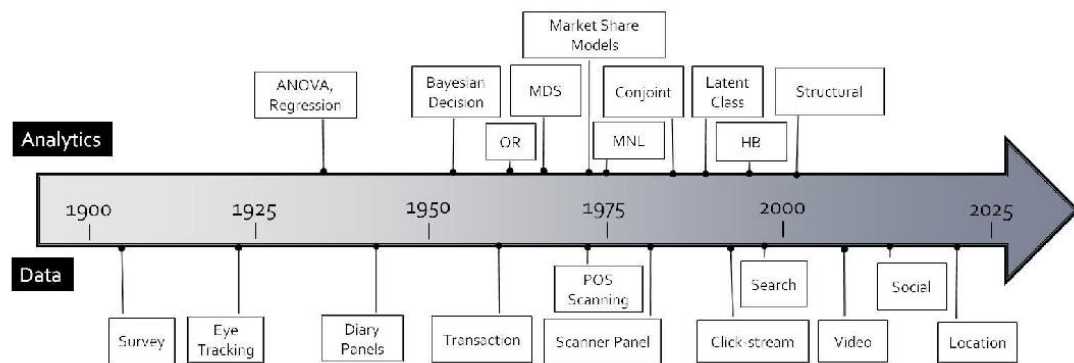 Market Share
Models
ANOVA,
Regression
Bayesian
Decision
MDS
Conjoint
Latent
Class
Structural
OR
MNL
HB
Analytics
1900
1925
1950
1975
2000
2025
Data
Survey
Eye
Tracking
Diary
Panels
Transaction
POS
Scanning
Scanner Panel
Click-stream
Search
Video
Social
Location